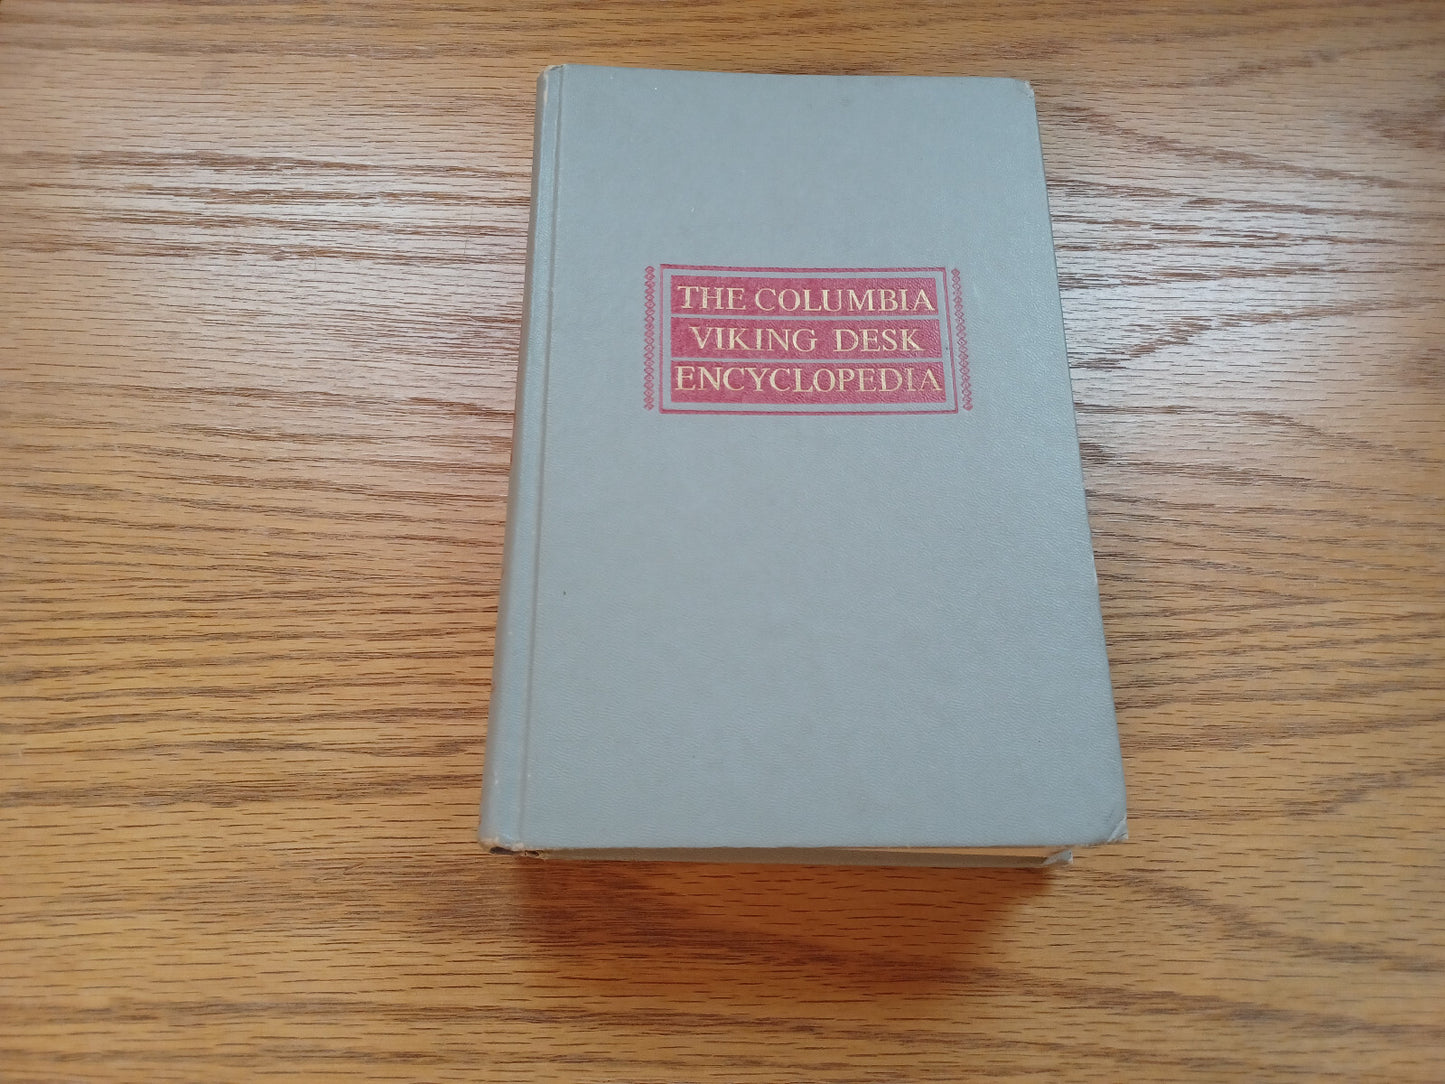 THE COLUMBIA
VIKING DESK
ENCYCLOPEDIA